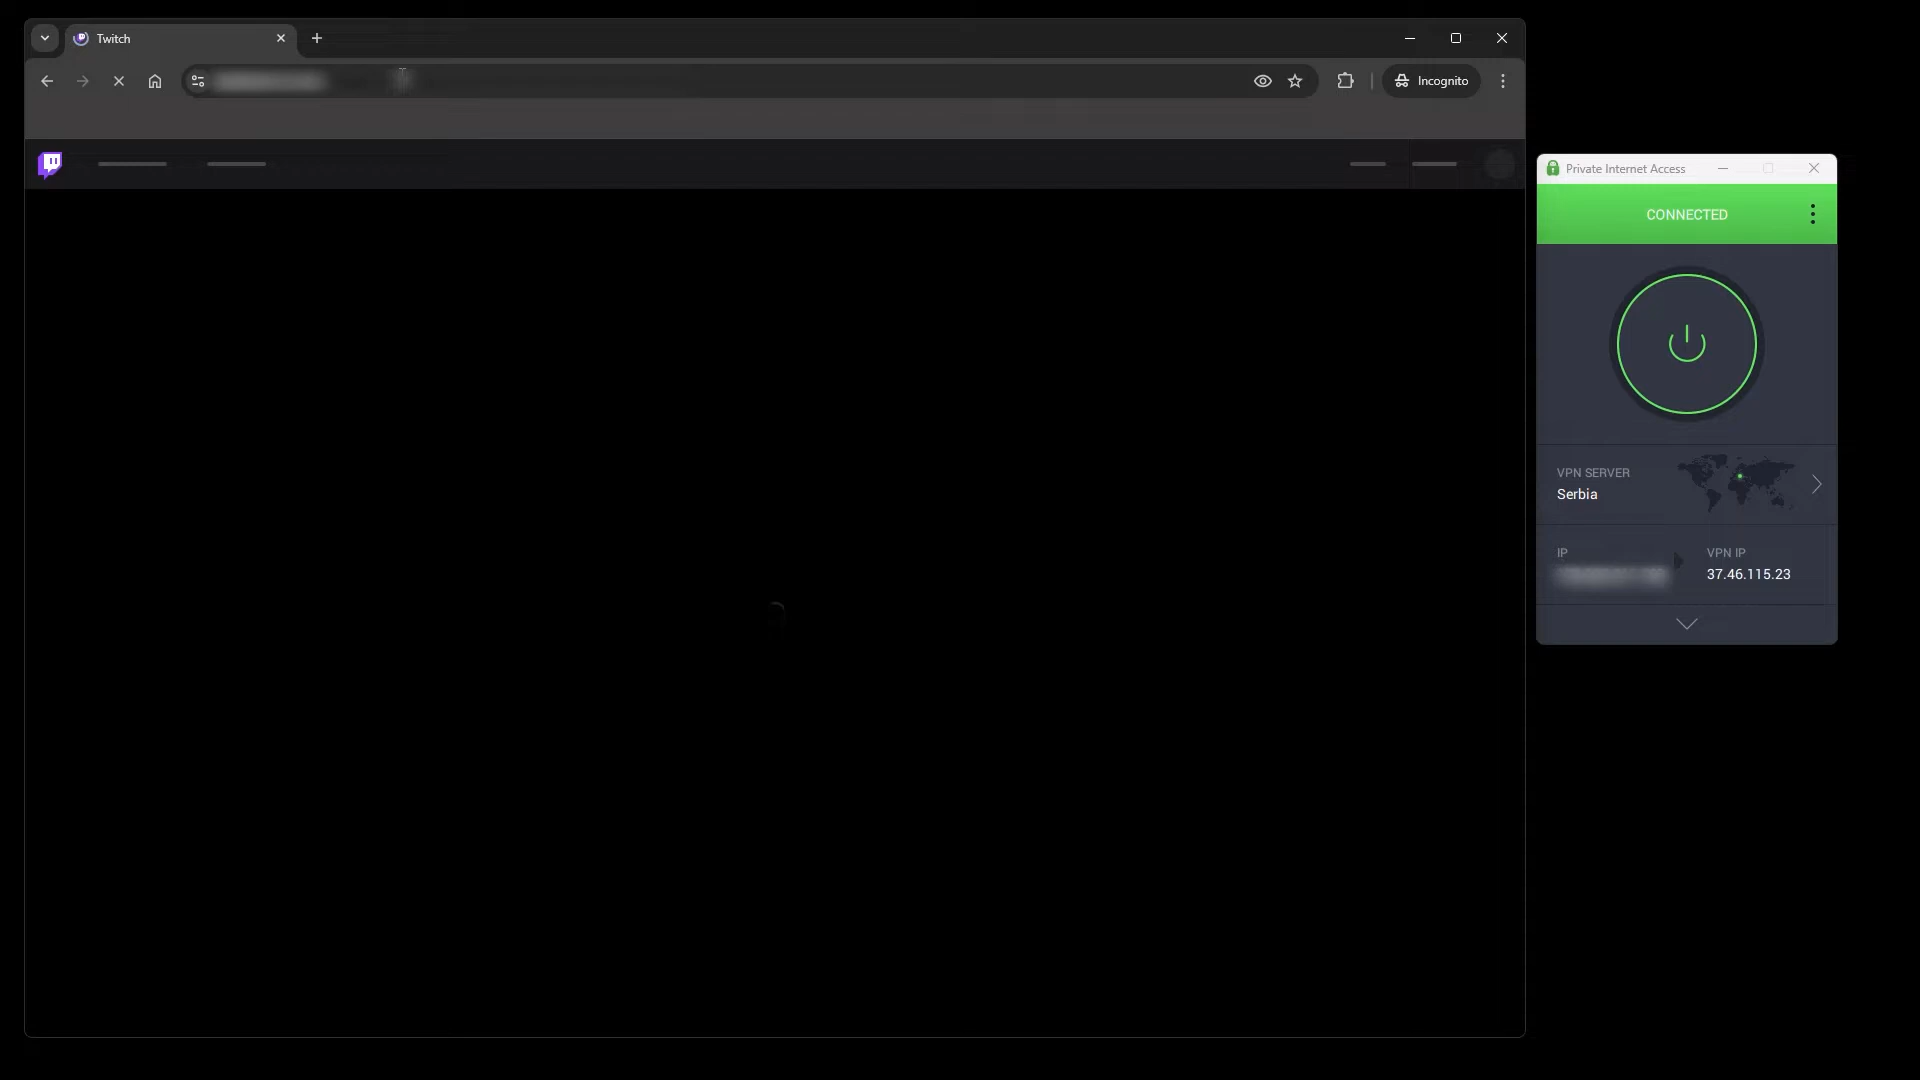 Twitch
Incognito
Private Internet Access
CONNECTED
VPN SERVER
Serbia
IP
VPN IP
37.46.115.23